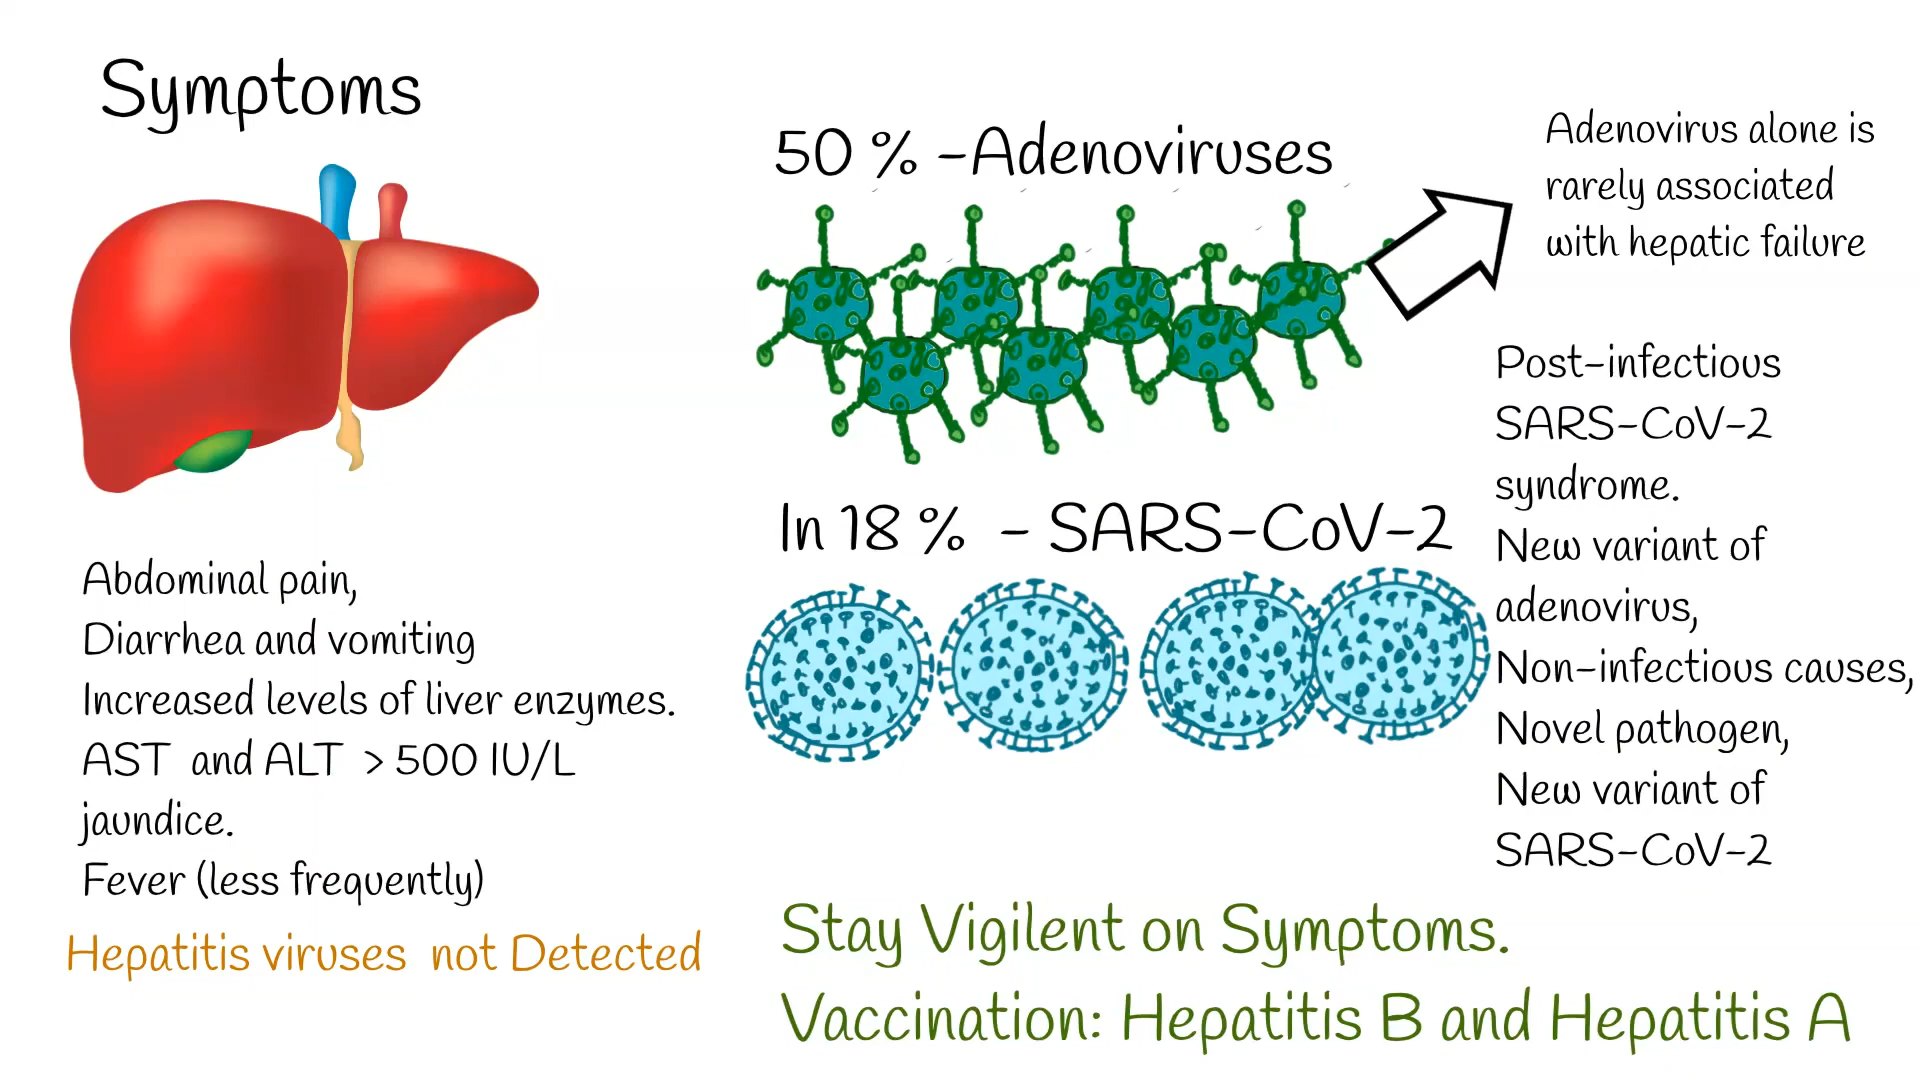 Symptoms
Abdominal pain,
Diarrhea and vomiting
Increased levels of liver enzymes.
AST and ALT > 500 IU/L
jaundice.
Fever (less frequently)
Hepatitis viruses not Detected
50 % -Adenoviruses
In 18 % - SARS-CoV-2
Adenovirus alone is
rarely associated
with hepatic failure
Post-infectious
SARS-CoV-2
syndrome.
New variant of
adenovirus,
Non-infectious causes,
Novel pathogen,
New variant of
SARS-CoV-2
Stay Vigilent on Symptoms.
Vaccination: Hepatitis B and Hepatitis A